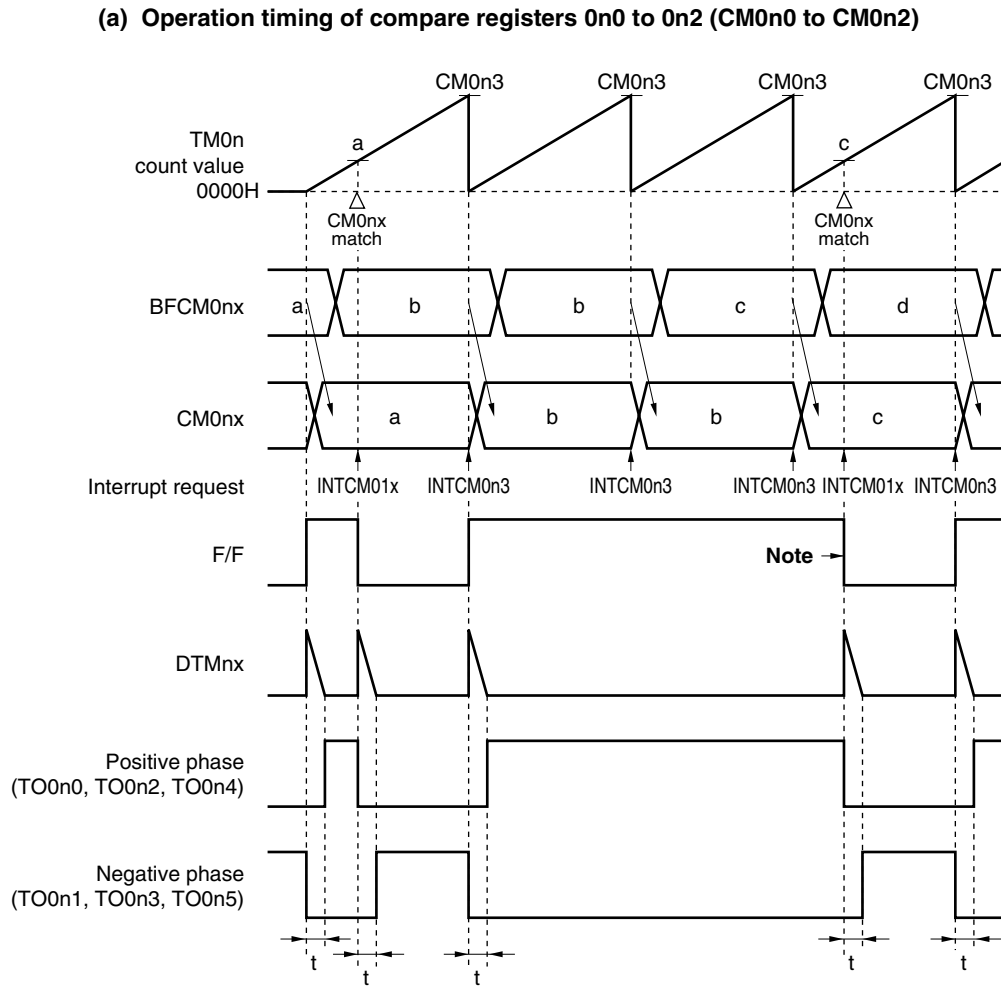 (a) Operation timing of compare registers 0n0 to 0n2 (CM0n0 to CM0n2)
CM0n3 CM0n3 CM0n3 CM0n3
TM0n
count value
0000H
a c
CM0nx
match
CM0nx
match
BFCM0nx a b b c d
CM0nx a b b c
Interrupt request INTCM01x INTCM0n3 INTCM0n3 INTCM0n3 INTCM01x INTCM0n3
F/F
Note
DTMnx
Positive phase
(TO0n0, TO0n2, TO0n4)
Negative phase
(TO0n1, TO0n3, TO0n5)
t t t t t